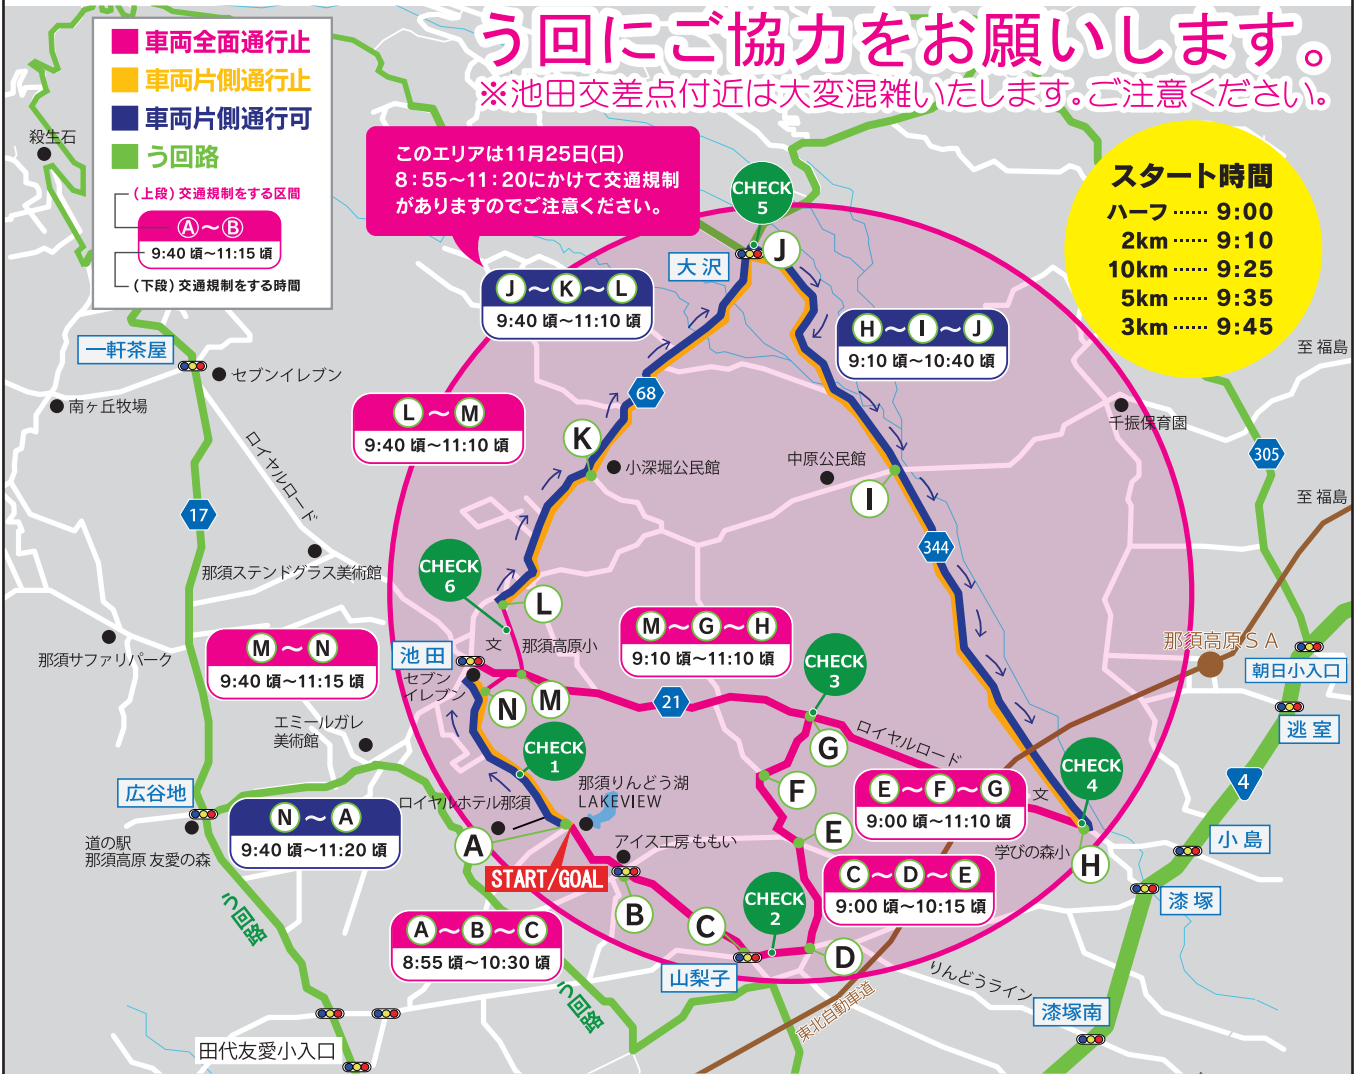 う回にご協力をお願いします。
※池田交差点付近は大変混雑いたします。ご注意ください。
車両全面通行止
車両片側通行止
車両片側通行可
う回路
(上段)交通規制をする区間
A〜B
9:40 頃〜11:15 頃
(下段)交通規制をする時間
このエリアは11月25日(日)
8：55〜11：20にかけて交通規制
がありますのでご注意ください。
スタート時間
ハーフ ······ 9:00
2km ······ 9:10
10km ······ 9:25
5km ······ 9:35
3km ······ 9:45
殺生石
CHECK
5
J
大沢
J〜K〜L
9:40 頃〜11:10 頃
H〜I〜J
9:10 頃〜10:40 頃
至 福島
一軒茶屋
セブンイレブン
南ヶ丘牧場
68
L〜M
9:40 頃〜11:10 頃
千振保育園
K
小深堀公民館
中原公民館
I
305
至 福島
ロイヤルロード
17
344
那須ステンドグラス美術館
CHECK
6
L
文
那須高原小
M〜G〜H
9:10 頃〜11:10 頃
那須高原SA
那須サファリパーク
M〜N
9:40 頃〜11:15 頃
池田
セブン
イレブン
CHECK
3
朝日小入口
N
M
21
逃室
エミールガレ
美術館
CHECK
1
G
ロイヤルロード
CHECK
4
4
広谷地
ロイヤルホテル那須
那須りんどう湖
LAKEVIEW
F
E〜F〜G
9:00 頃〜11:10 頃
文
道の駅
那須高原 友愛の森
N〜A
9:40 頃〜11:20 頃
A
アイス工房 ももい
E
学びの森小
H
小島
START/GOAL
C〜D〜E
9:00 頃〜10:15 頃
漆塚
う回路
A〜B〜C
8:55 頃〜10:30 頃
B
C
CHECK
2
D
山梨子
りんどうライン
う回路
東北自動車道
漆塚南
田代友愛小入口